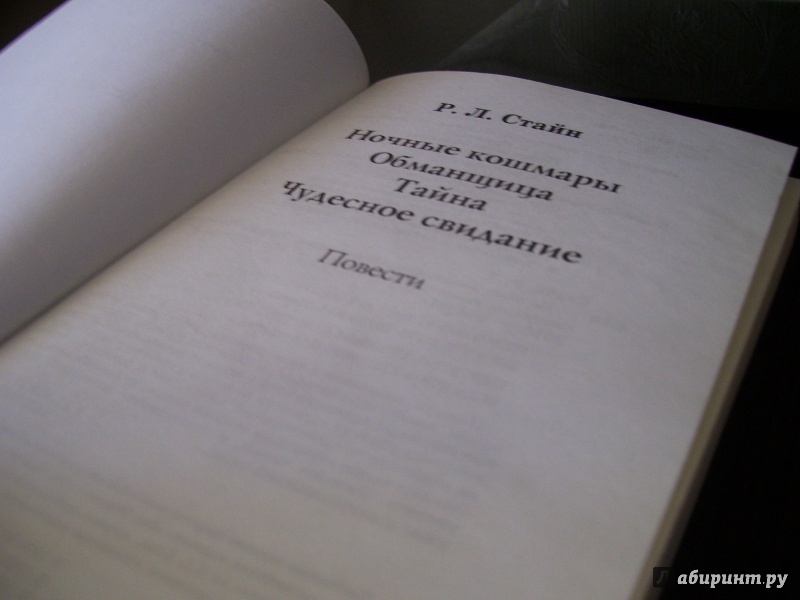 Р. Л. Стайн
Ночные кошмары
Обманщица
Тайна
Чудесное свидание
Повести
Лабиринт.ру